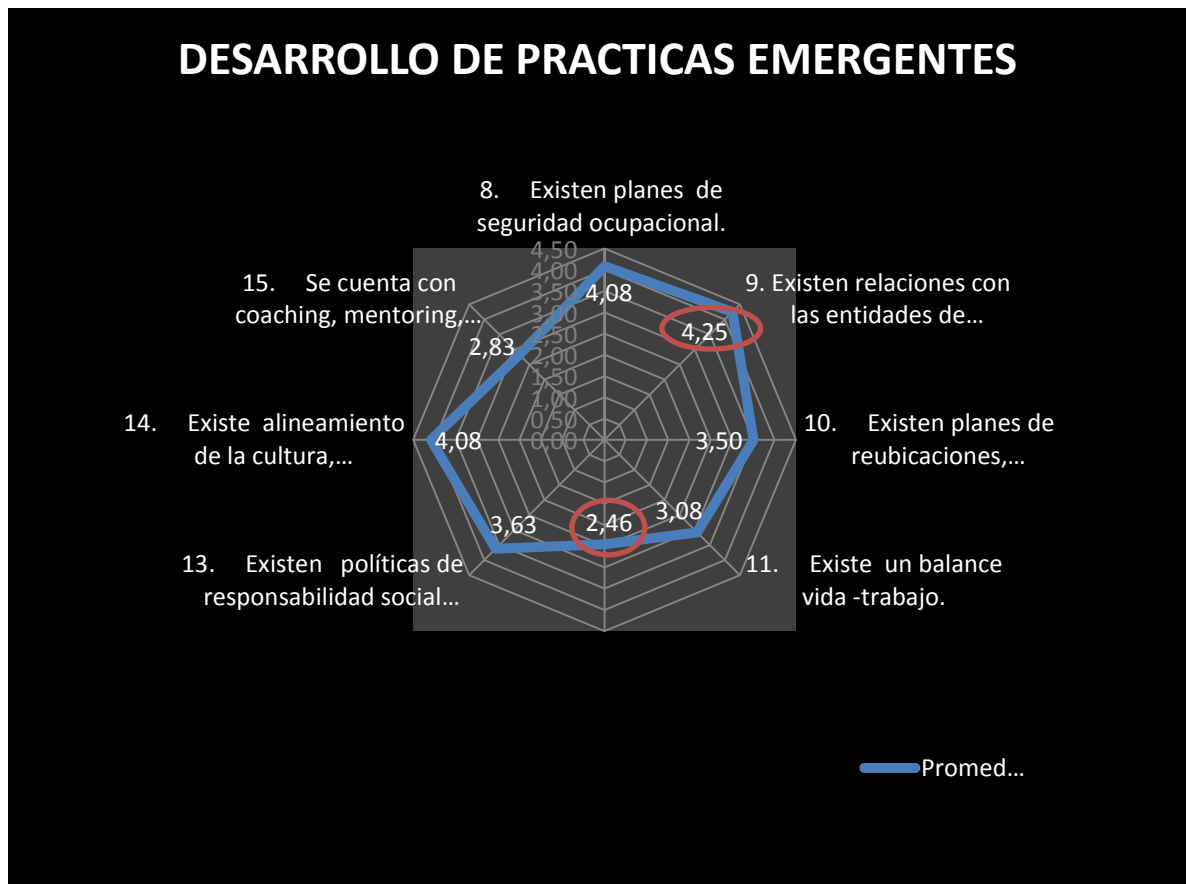 DESARROLLO DE PRACTICAS EMERGENTES
8. Existen planes de
seguridad ocupacional.
4,50
4,00
3,50
3,00
2,50
2,00
1,50
1,00
0,50
0,00
4,08
9. Existen relaciones con
las entidades de…
4,25
10. Existen planes de
reubicaciones,…
3,50
11. Existe un balance
vida -trabajo.
3,08
2,46
13. Existen políticas de
responsabilidad social…
3,63
14. Existe alineamiento
de la cultura,…
4,08
15. Se cuenta con
coaching, mentoring,…
2,83
Promed…